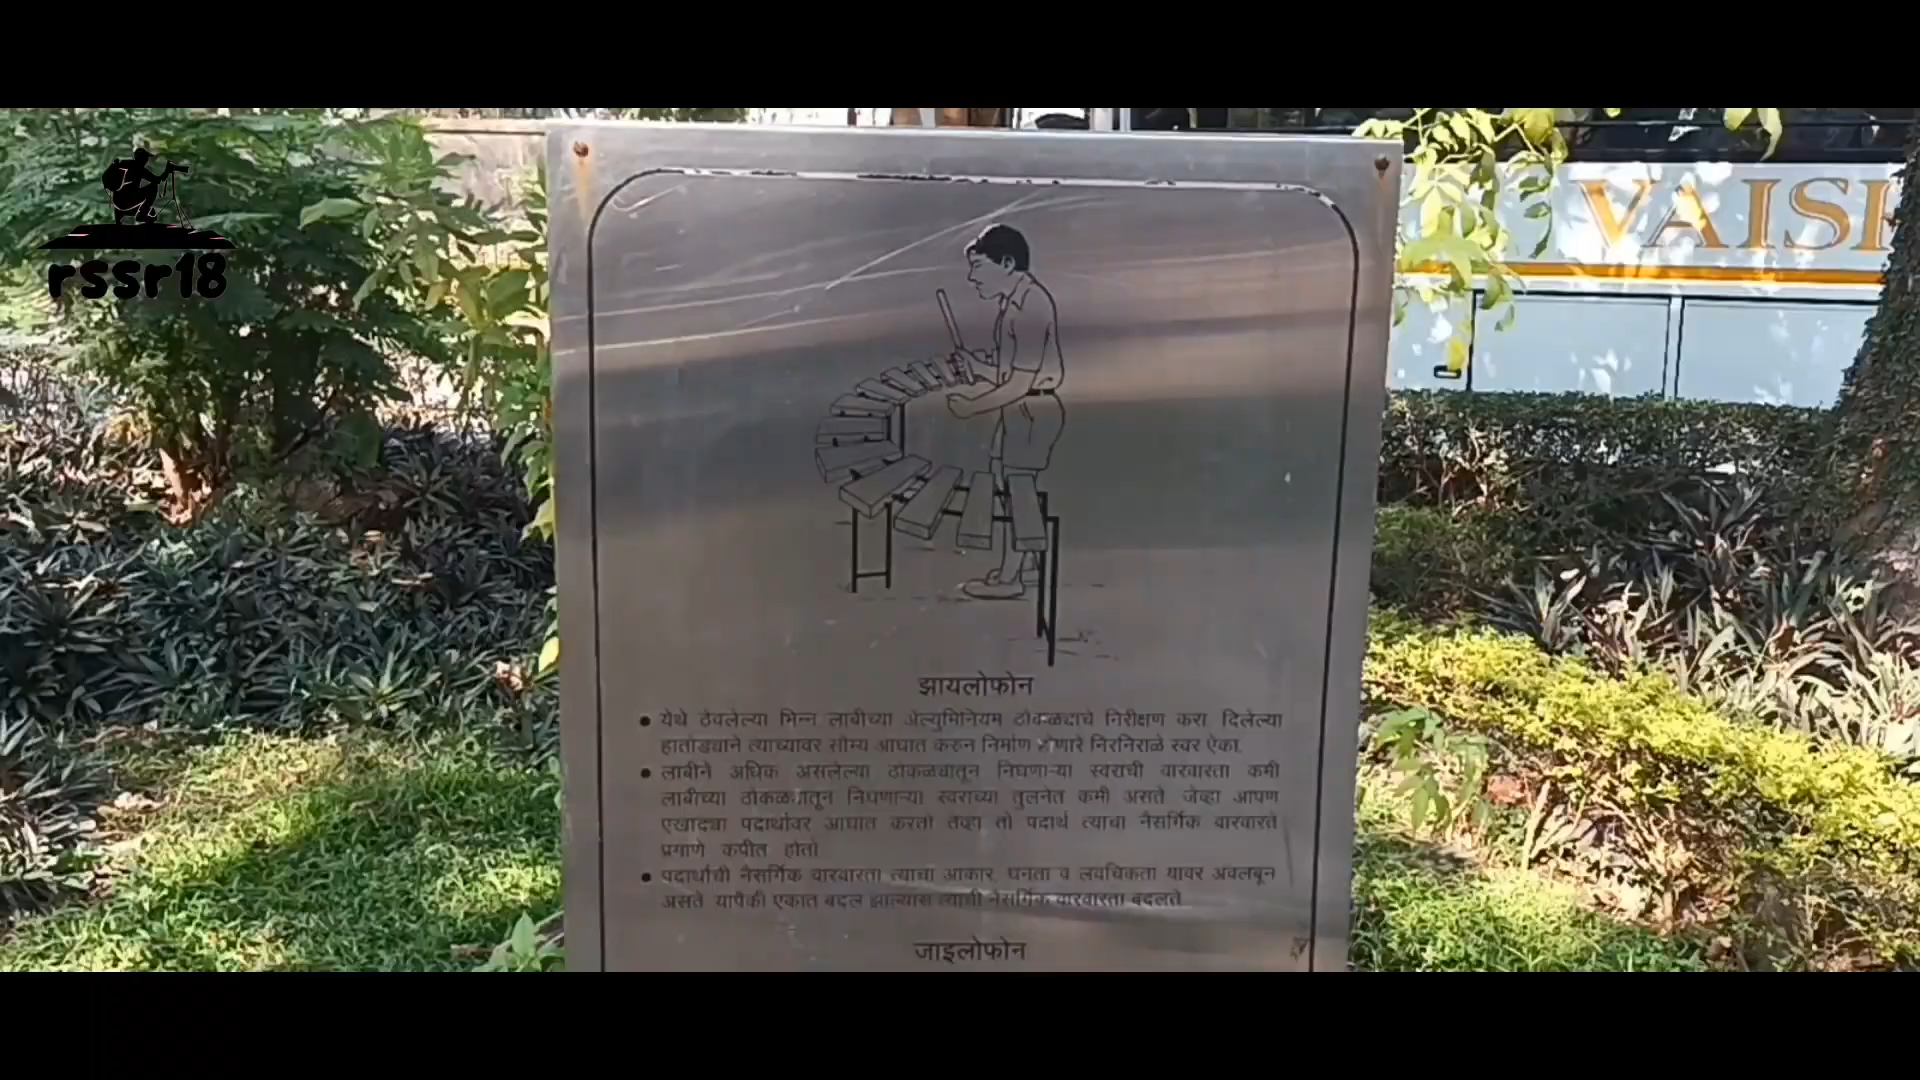 rssr18
VAIS
झायलोफोन
● येथे ठेवलेल्या भिन्न लांबीच्या अ‍ॅल्युमिनियम ठोकळ्यांचे निरीक्षण करा. दिलेल्या
हातोड्याने त्याच्यावर सौम्य आघात करुन निर्माण होणारे निरनिराळे स्वर ऐका.
● लांबीने अधिक असलेल्या ठोकळ्यातून निघणाऱ्या स्वराची वारंवारता कमी
लांबीच्या ठोकळ्यातून निघणाऱ्या स्वराच्या तुलनेत कमी असते. जेव्हा आपण
एखाद्या पदार्थावर आघात करतो तेव्हा तो पदार्थ त्याचा नैसर्गिक वारंवारते
प्रमाणे कंपीत होतो.
● पदार्थाची नैसर्गिक वारंवारता त्याचा आकार, घनता व लवचिकता यावर अवलंबून
असते. यापैकी एकात बदल झाल्यास त्याची नैसर्गिक वारंवारता बदलते.
जाइलोफोन